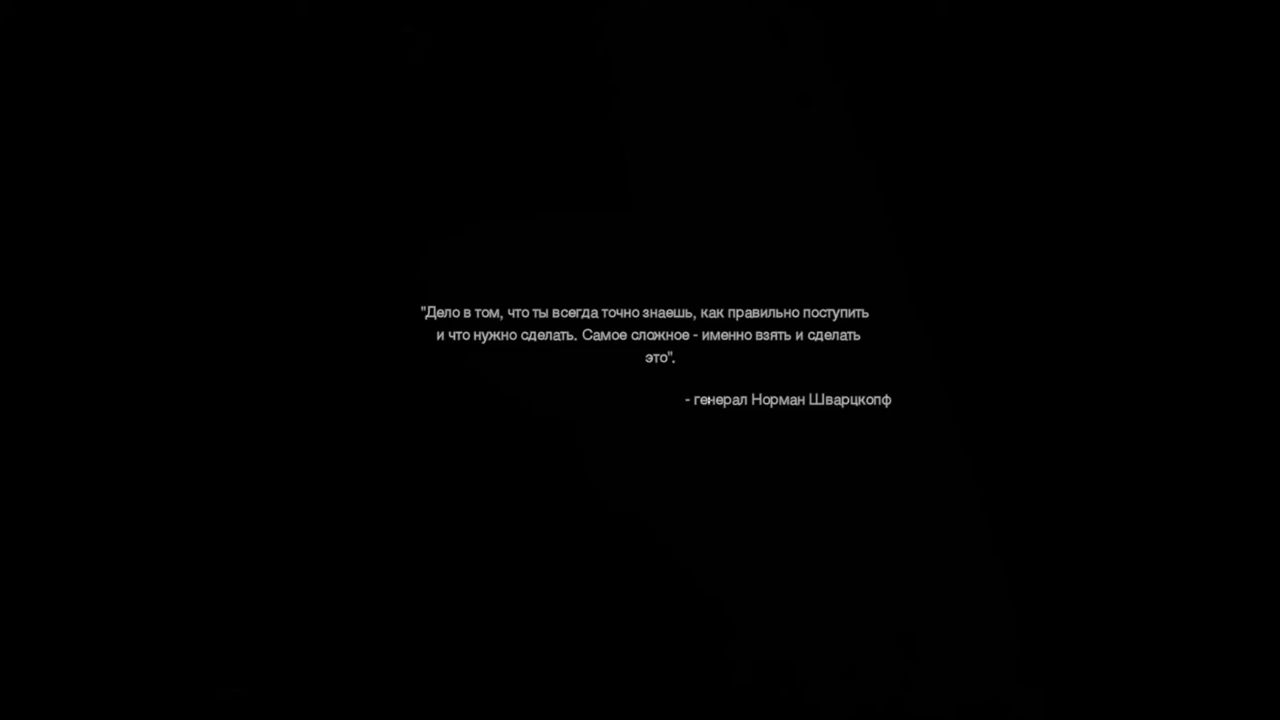 "Дело в том, что ты всегда точно знаешь, как правильно поступить
и что нужно сделать. Самое сложное - именно взять и сделать
это".
- генерал Норман Шварцкопф